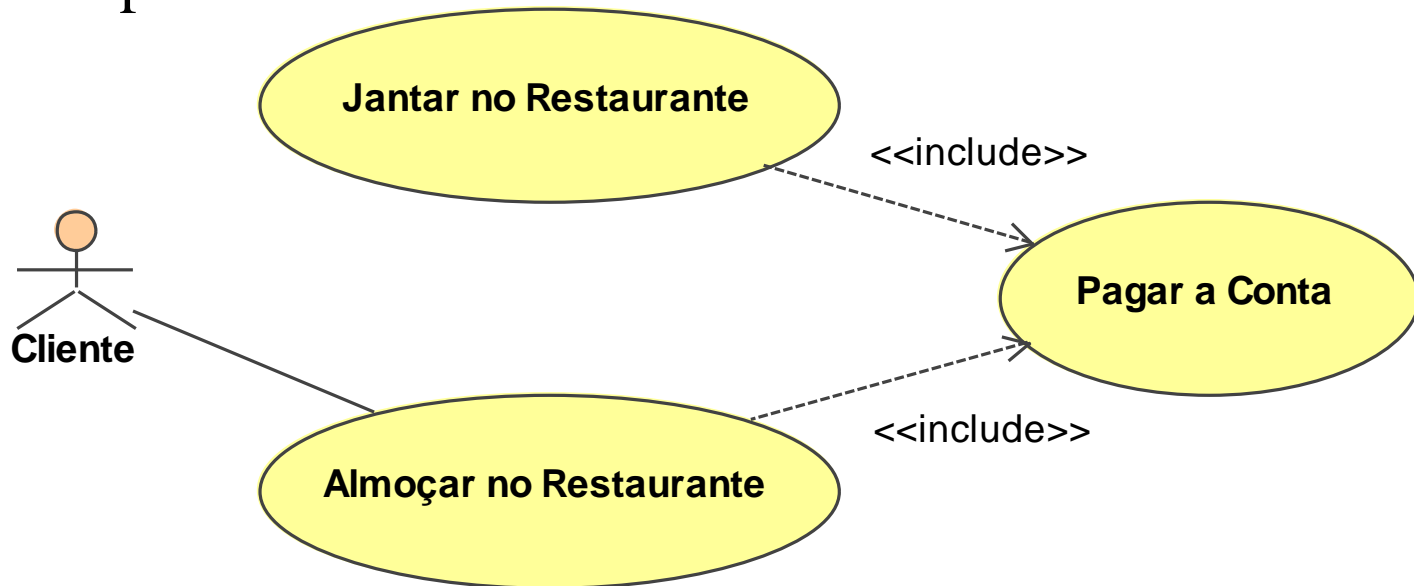 Jantar no Restaurante
<<include>>
Pagar a Conta
Cliente
<<include>>
Almoçar no Restaurante